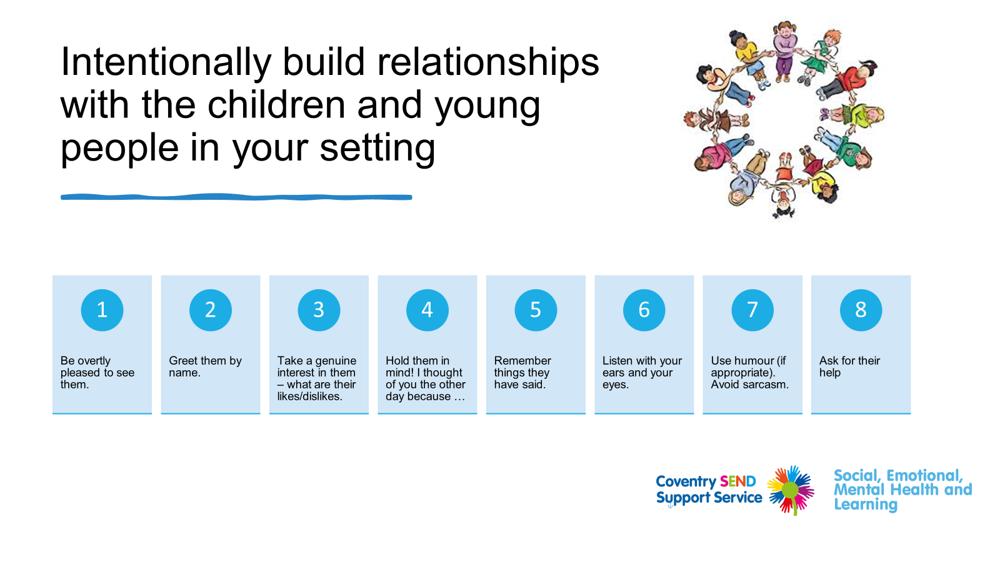 Intentionally build relationships
with the children and young
people in your setting
1
Be overtly
pleased to see
them.
2
Greet them by
name.
3
Take a genuine
interest in them
– what are their
likes/dislikes.
4
Hold them in
mind! I thought
of you the other
day because …
5
Remember
things they
have said.
6
Listen with your
ears and your
eyes.
7
Use humour (if
appropriate).
Avoid sarcasm.
8
Ask for their
help
Coventry SEND
Support Service
Social, Emotional,
Mental Health and
Learning